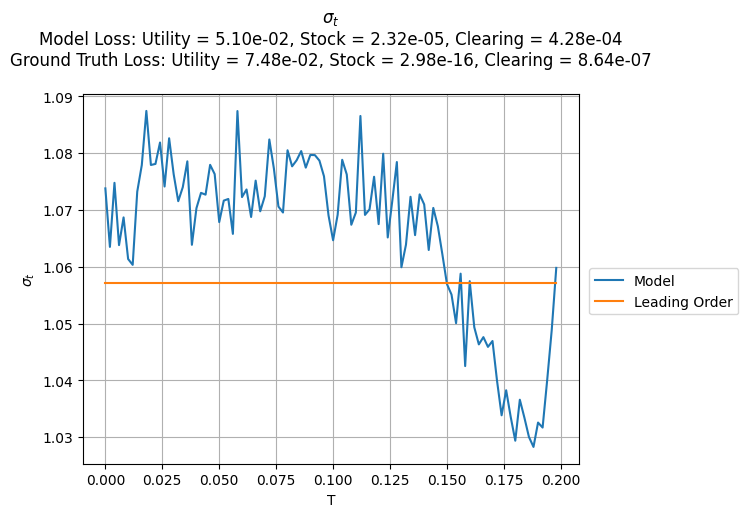 σt
Model Loss: Utility = 5.10e-02, Stock = 2.32e-05, Clearing = 4.28e-04
Ground Truth Loss: Utility = 7.48e-02, Stock = 2.98e-16, Clearing = 8.64e-07
1.09
1.08
1.07
1.06
1.05
1.04
1.03
σt
0.000 0.025 0.050 0.075 0.100 0.125 0.150 0.175 0.200
T
Model
Leading Order